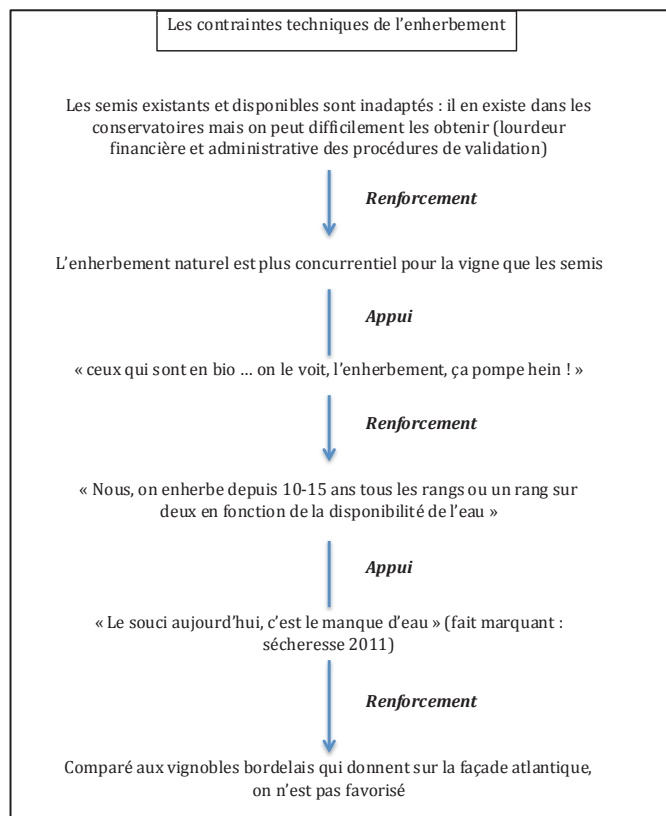 Les contraintes techniques de l’enherbement
Les semis existants et disponibles sont inadaptés : il en existe dans les
conservatoires mais on peut difficilement les obtenir (lourdeur
financière et administrative des procédures de validation)
Renforcement
L’enherbement naturel est plus concurrentiel pour la vigne que les semis
Appui
« ceux qui sont en bio ... on le voit, l’enherbement, ça pompe hein ! »
Renforcement
« Nous, on enherbe depuis 10-15 ans tous les rangs ou un rang sur
deux en fonction de la disponibilité de l’eau »
Appui
« Le souci aujourd’hui, c’est le manque d’eau » (fait marquant :
sécheresse 2011)
Renforcement
Comparé aux vignobles bordelais qui donnent sur la façade atlantique,
on n’est pas favorisé